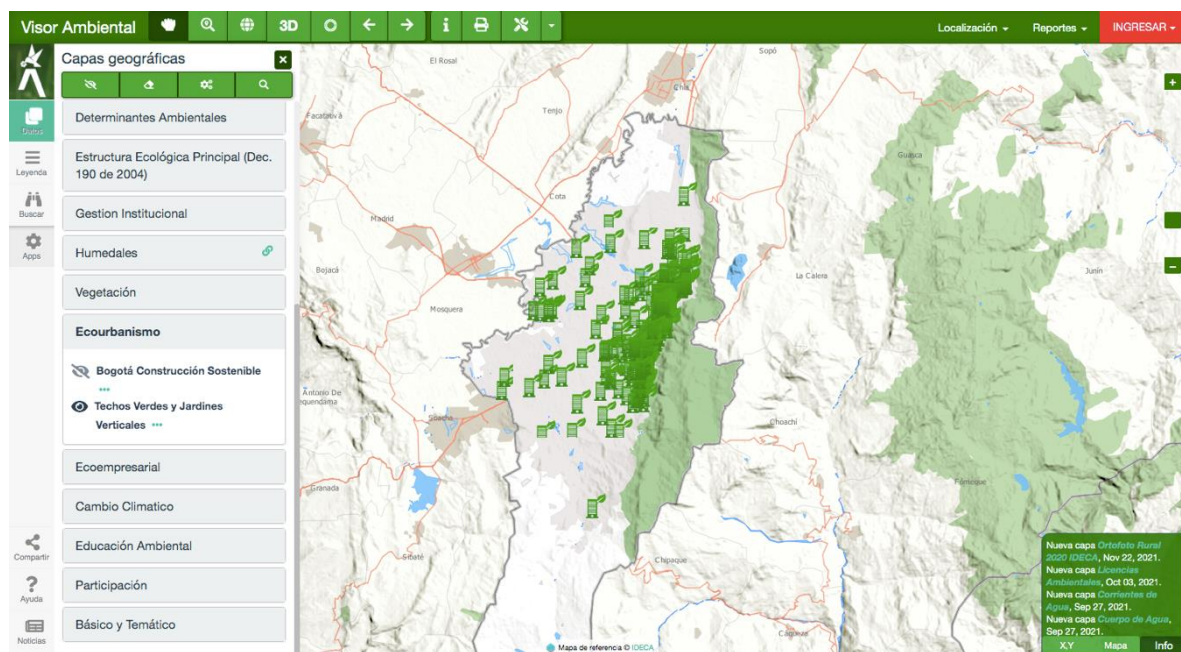 Visor Ambiental
3D
Localización
Reportes
INGRESAR
Datos
Leyenda
Buscar
Apps
Compartir
Ayuda
Noticias
Capas geográficas
Determinantes Ambientales
Estructura Ecológica Principal (Dec.
190 de 2004)
Gestion Institucional
Humedales
Vegetación
Ecourbanismo
Bogotá Construcción Sostenible
Techos Verdes y Jardines
Verticales
Ecoempresarial
Cambio Climatico
Educación Ambiental
Participación
Básico y Temático
El Rosal
Supó
Chía
Tenjo
Facatativá
Guasca
Cota
Madrid
Bojacá
La Calera
Junín
Mosquera
Antonio De
equendama
Soacha
Choachí
Granada
Fómeque
Sibaté
Chipaque
Cáqueza
Mapa de referencia © IDECA
Nueva capa Ortofoto Rural
2020 IDECA, Nov 22, 2021.
Nueva capa Licencias
Ambientales, Oct 03, 2021.
Nueva capa Corrientes de
Agua, Sep 27, 2021.
Nueva capa Cuerpo de Agua,
Sep 27, 2021.
X,Y
Mapa
Info